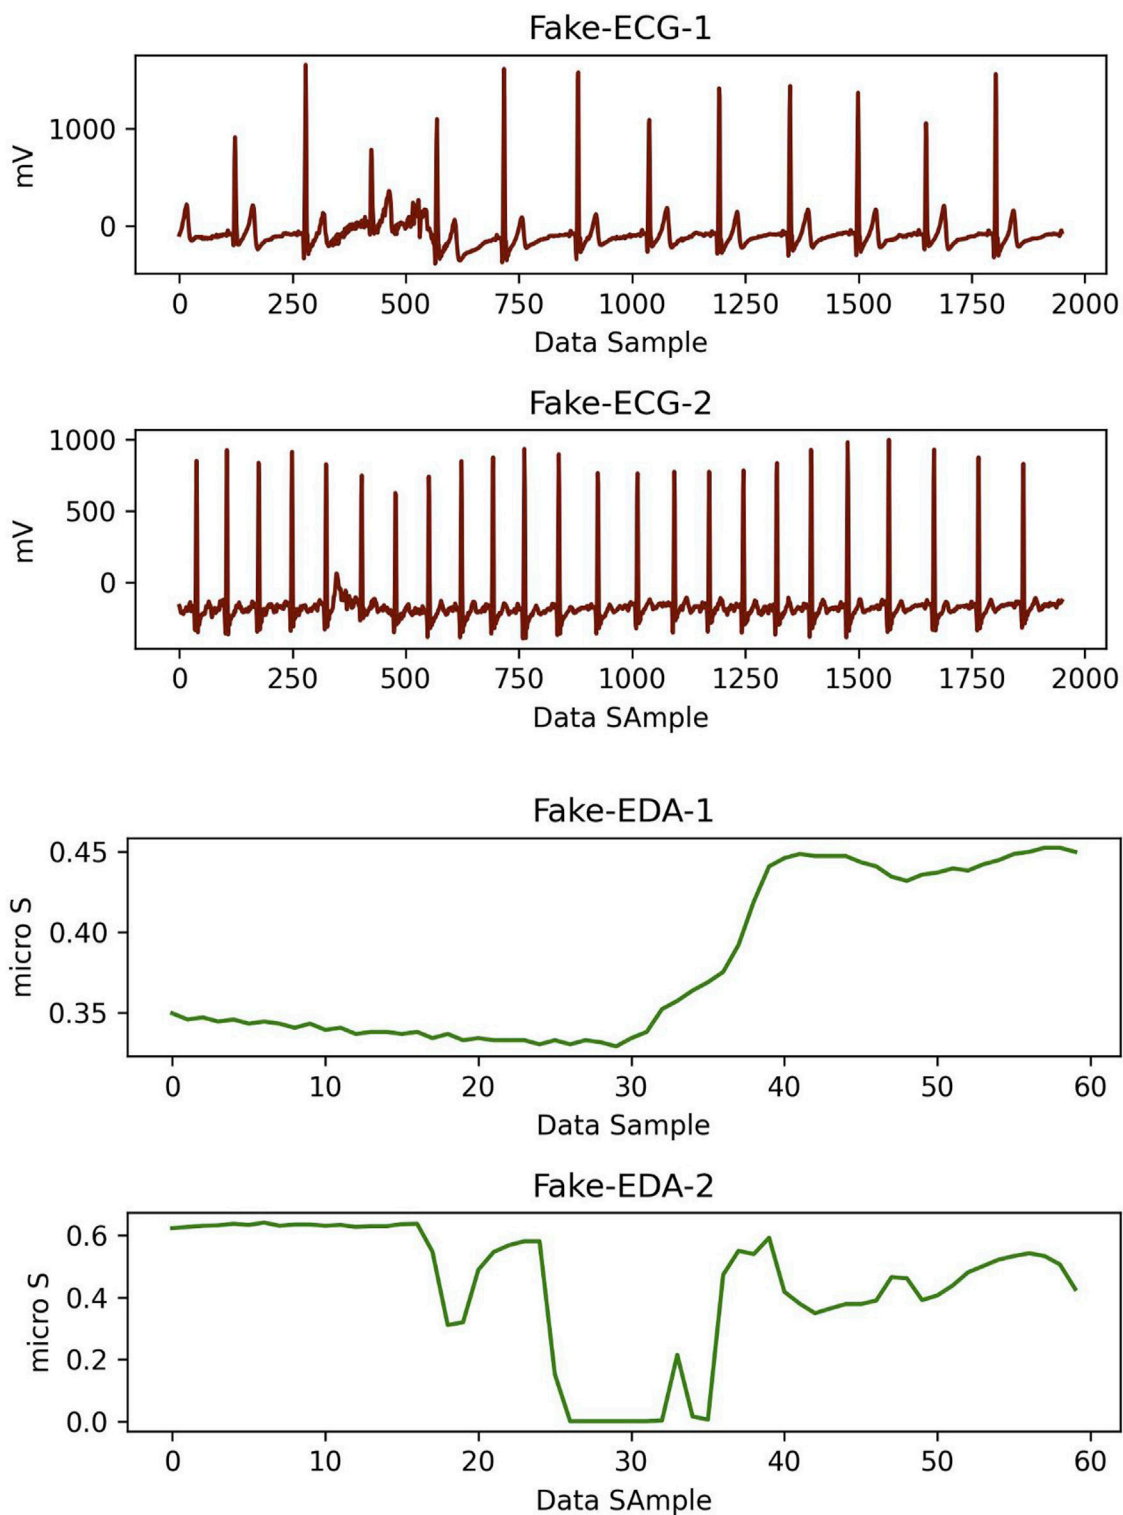 Fake-ECG-1
mV
1000
0
0 250 500 750 1000 1250 1500 1750 2000
Data Sample
Fake-ECG-2
mV
1000
500
0
0 250 500 750 1000 1250 1500 1750 2000
Data SAmple
Fake-EDA-1
micro S
0.45
0.40
0.35
0 10 20 30 40 50 60
Data Sample
Fake-EDA-2
micro S
0.6
0.4
0.2
0.0
0 10 20 30 40 50 60
Data SAmple